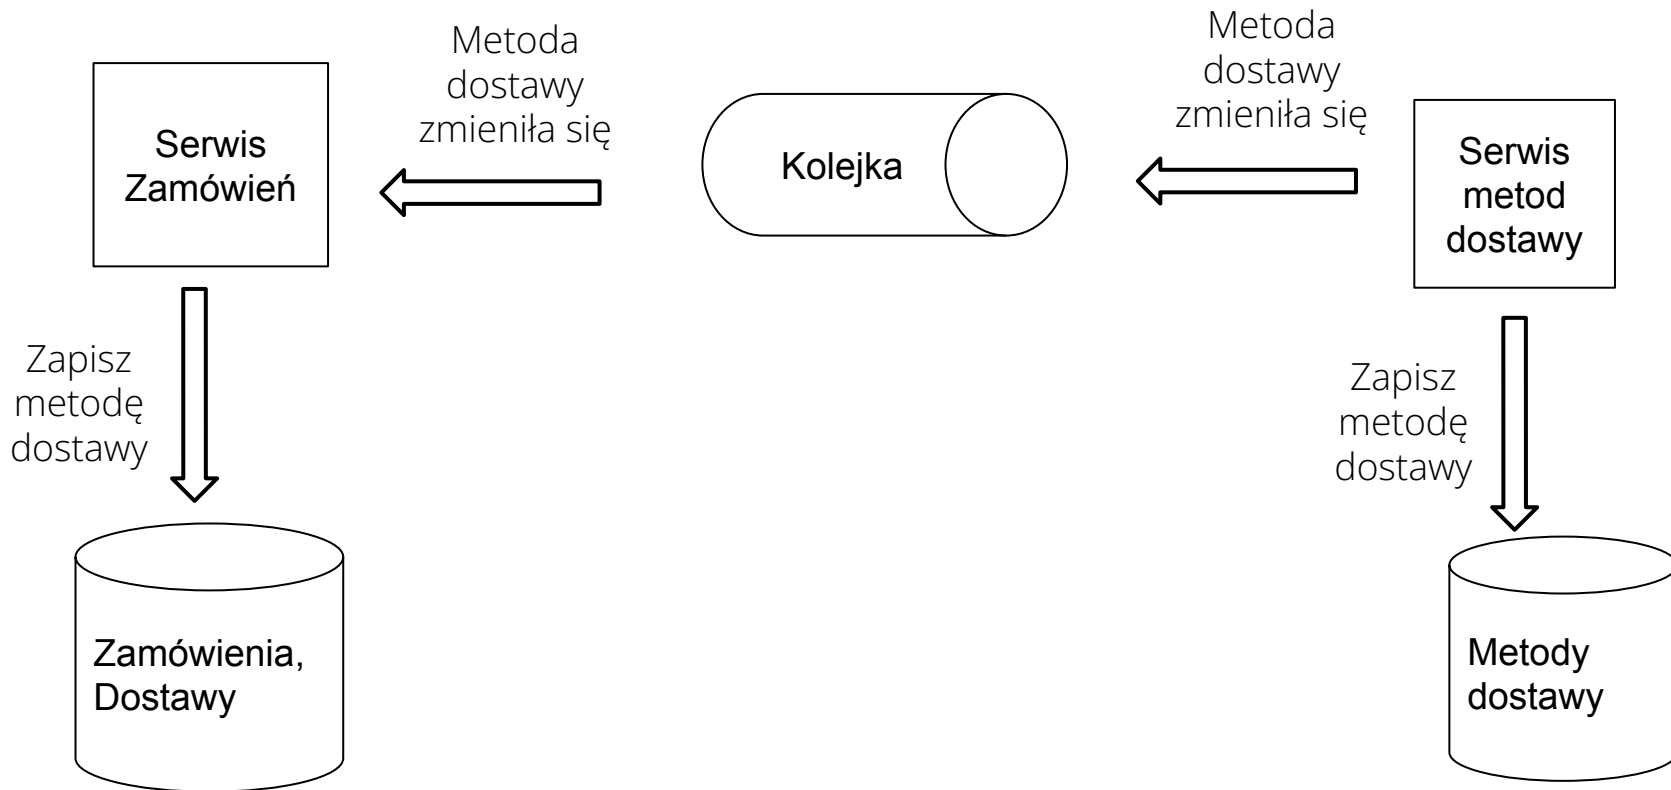 Metoda
dostawy
zmieniła się
Metoda
dostawy
zmieniła się
Serwis
Zamówień
Kolejka
Serwis
metod
dostawy
Zapisz
metodę
dostawy
Zapisz
metodę
dostawy
Zamówienia,
Dostawy
Metody
dostawy